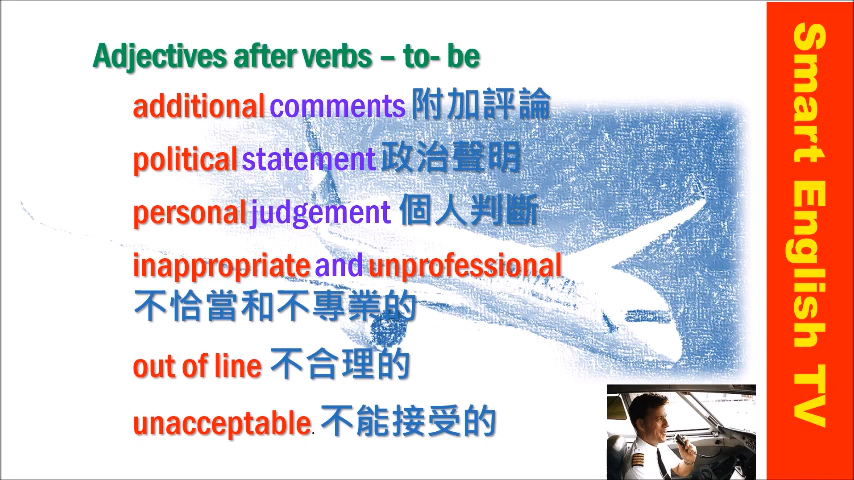 Adjectives after verbs – to- be
additional comments 附加評論
political statement 政治聲明
personal judgement 個人判斷
inappropriate and unprofessional
不恰當和不專業的
out of line 不合理的
unacceptable. 不能接受的
Smart English TV